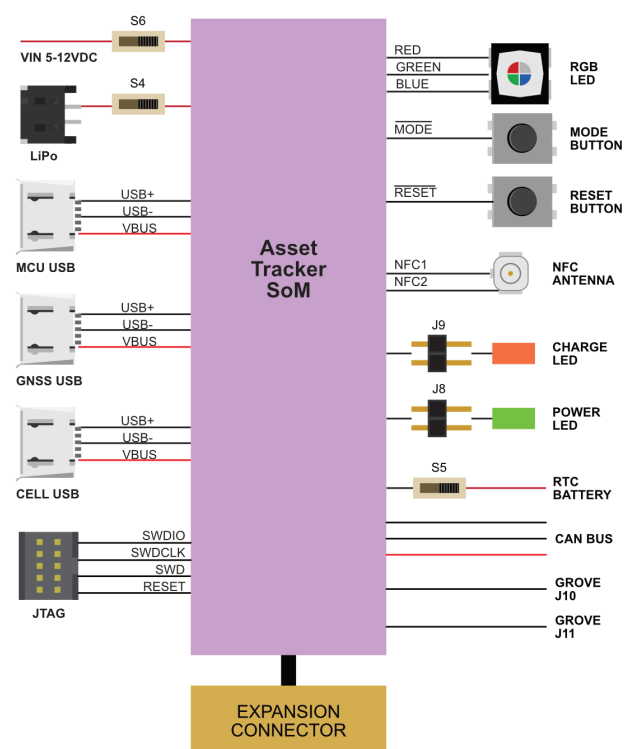 S6
VIN 5-12VDC
S4
LiPo
USB+
USB-
VBUS
MCU USB
USB+
USB-
VBUS
GNSS USB
USB+
USB-
VBUS
CELL USB
SWDIO
SWDCLK
SWD
RESET
JTAG
Asset
Tracker
SoM
RED
GREEN
BLUE
RGB
LED
MODE
MODE
BUTTON
RESET
RESET
BUTTON
NFC1
NFC2
NFC
ANTENNA
J9
CHARGE
LED
J8
POWER
LED
S5
RTC
BATTERY
CAN BUS
GROVE
J10
GROVE
J11
EXPANSION
CONNECTOR